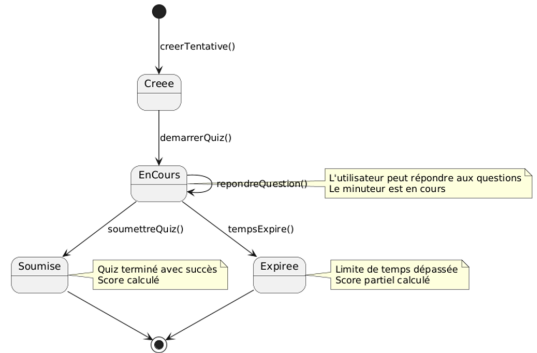 creerTentative()
Creee
demarrerQuiz()
EnCours
repondreQuestion()
L'utilisateur peut répondre aux questions
Le minuteur est en cours
soumettreQuiz()
tempsExpire()
Soumise
Quiz terminé avec succès
Score calculé
Expiree
Limite de temps dépassée
Score partiel calculé